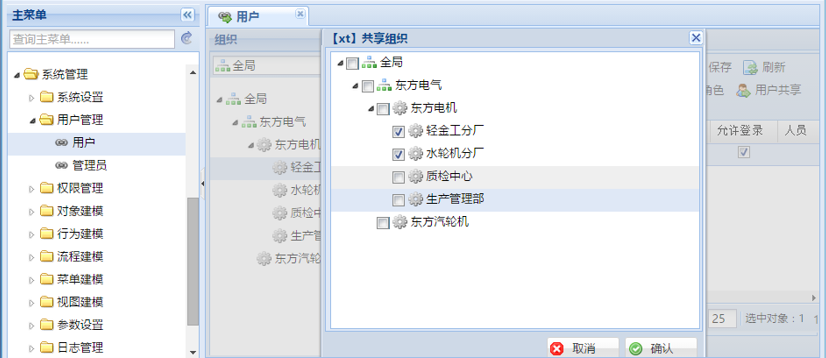 主菜单
查询主菜单......
系统管理
系统设置
用户管理
用户
管理员
权限管理
对象建模
行为建模
流程建模
菜单建模
视图建模
参数设置
日志管理
用户
组织
全局
全局
东方电气
东方电机
轻金工
水轮机
质检中
生产管
东方汽轮
【xt】共享组织
全局
东方电气
东方电机
轻金工分厂
水轮机分厂
质检中心
生产管理部
东方汽轮机
取消
确认
保存
刷新
角色
用户共享
允许登录
人员
25
选中对象：1